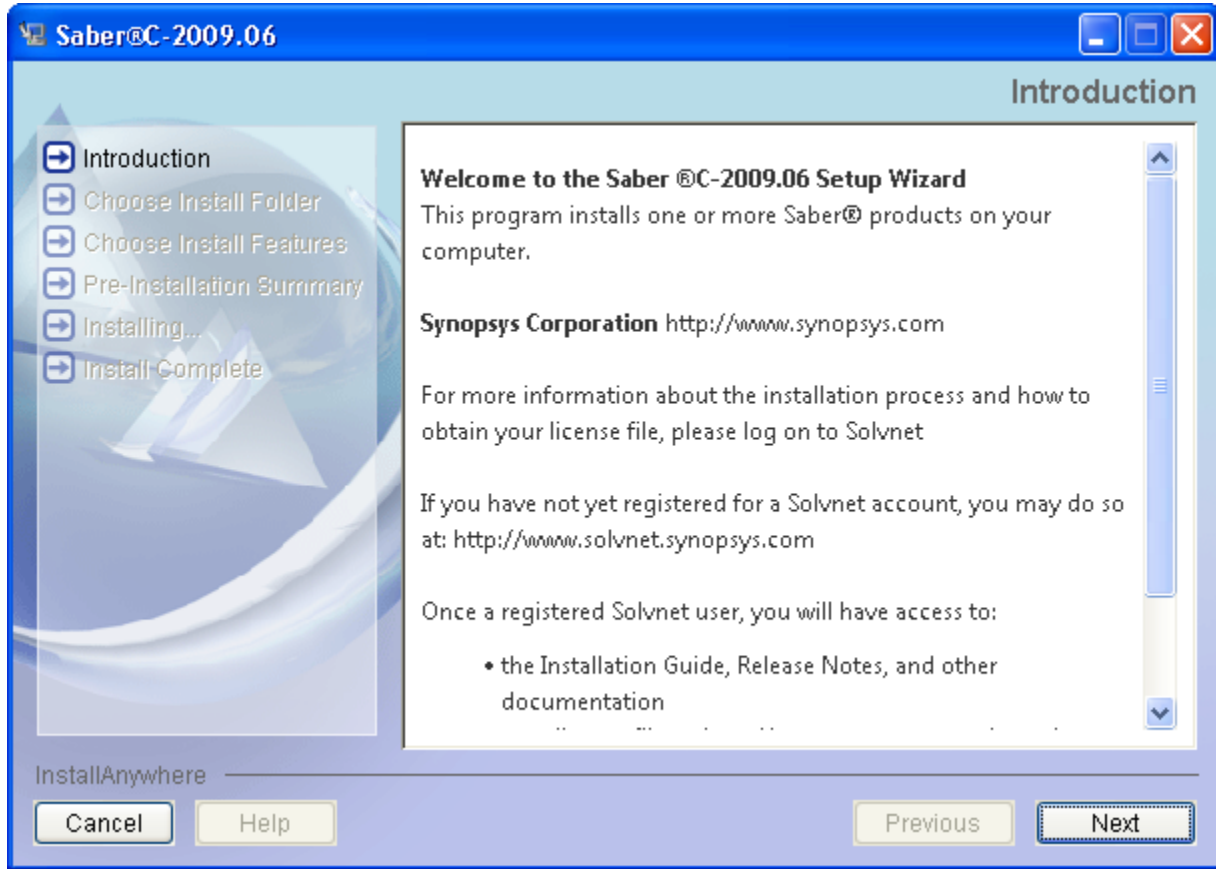 Saber®C-2009.06
Introduction
Introduction
Choose Install Folder
Choose Install Features
Pre-Installation Summary
Installing...
Install Complete
Welcome to the Saber ®C-2009.06 Setup Wizard
This program installs one or more Saber® products on your
computer.
Synopsys Corporation http://www.synopsys.com
For more information about the installation process and how to
obtain your license file, please log on to Solvnet
If you have not yet registered for a Solvnet account, you may do so
at: http://www.solvnet.synopsys.com
Once a registered Solvnet user, you will have access to:
• the Installation Guide, Release Notes, and other
documentation
InstallAnywhere
Cancel
Help
Previous
Next